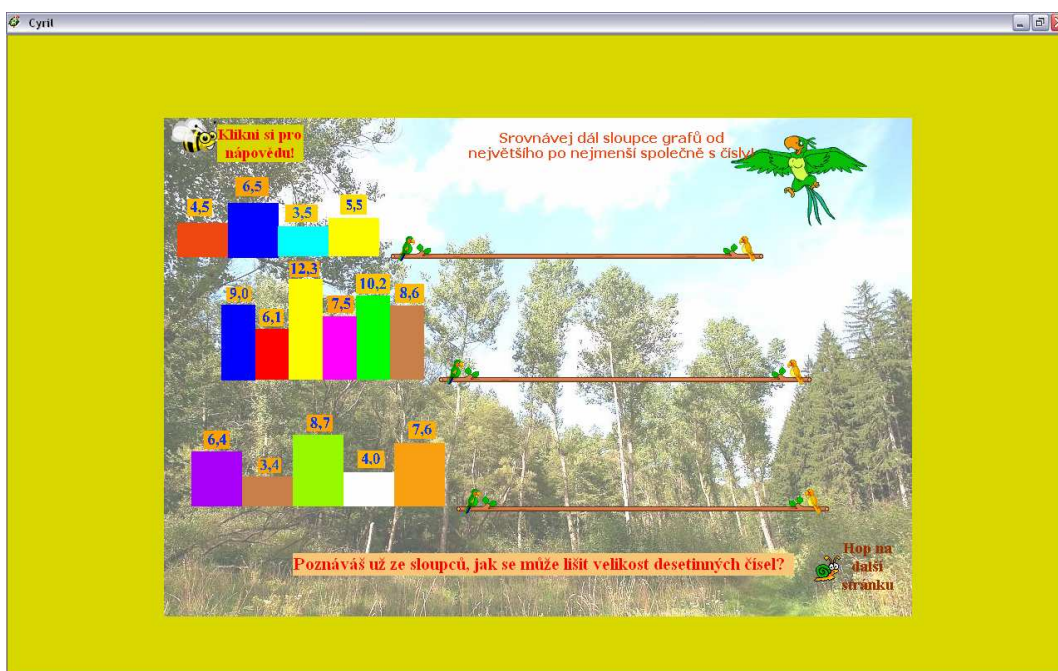 Cyril
Klikni si pro
nápovědu!
Srovnávej dál sloupce grafů od
největšího po nejmenší společně s čísly!
4,5
6,5
3,5
5,5
9,0
6,1
12,3
7,5
10,2
8,6
6,4
3,4
8,7
4,0
7,6
Poznáváš už ze sloupců, jak se může lišit velikost desetinných čísel?
Hop na
další
stránku